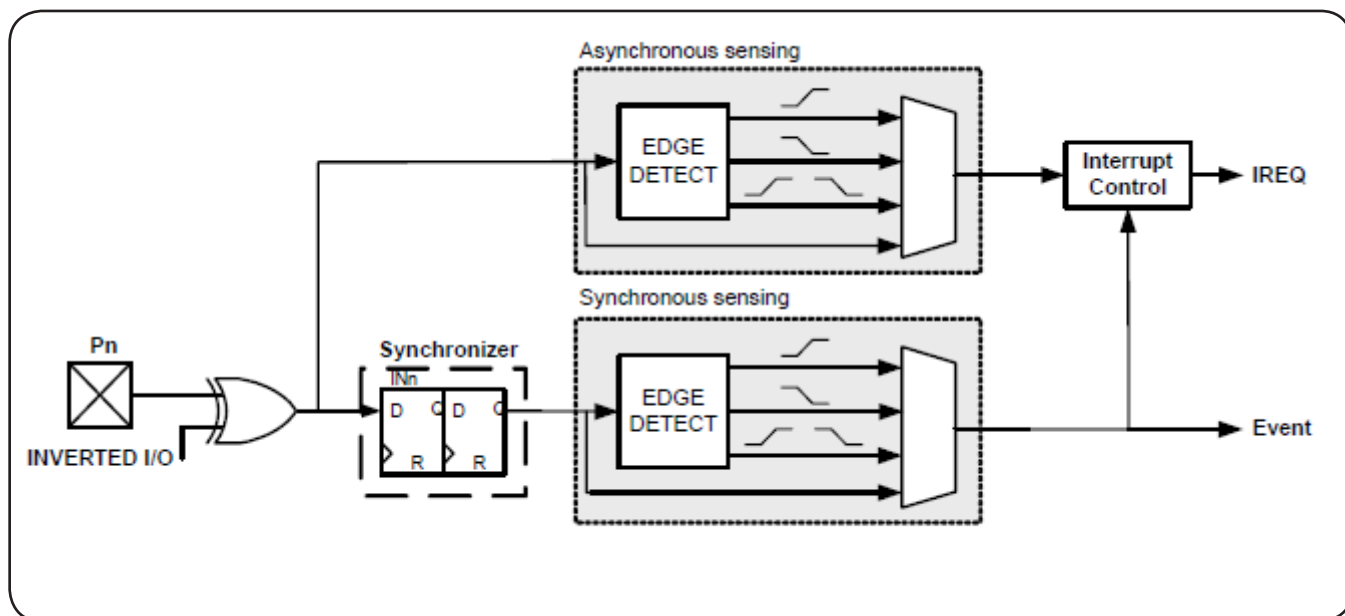 Asynchronous sensing
EDGE
DETECT
Interrupt
Control
IREQ
Synchronous sensing
Pn
Synchronizer
INn
D Q D Q
R R
EDGE
DETECT
INVERTED I/O
Event